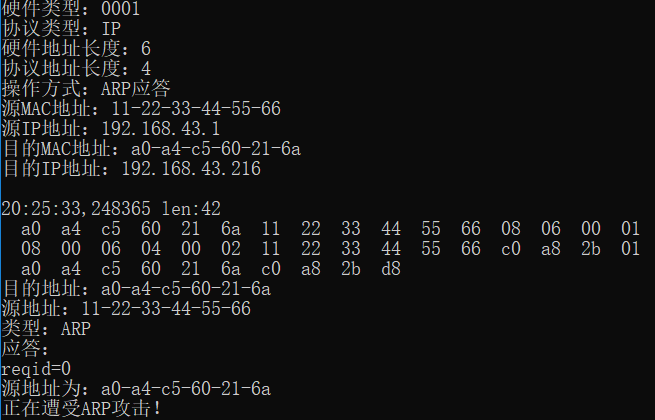 硬件类型：0001
协议类型：IP
硬件地址长度：6
协议地址长度：4
操作方式：ARP应答
源MAC地址：11-22-33-44-55-66
源IP地址：192.168.43.1
目的MAC地址：a0-a4-c5-60-21-6a
目的IP地址：192.168.43.216
20:25:33,248365 len:42
a0 a4 c5 60 21 6a 11 22 33 44 55 66 08 06 00 01
08 00 06 04 00 02 11 22 33 44 55 66 c0 a8 2b 01
a0 a4 c5 60 21 6a c0 a8 2b d8
目的地址：a0-a4-c5-60-21-6a
源地址：11-22-33-44-55-66
类型：ARP
应答：
reqid=0
源地址为：a0-a4-c5-60-21-6a
正在遭受ARP攻击！